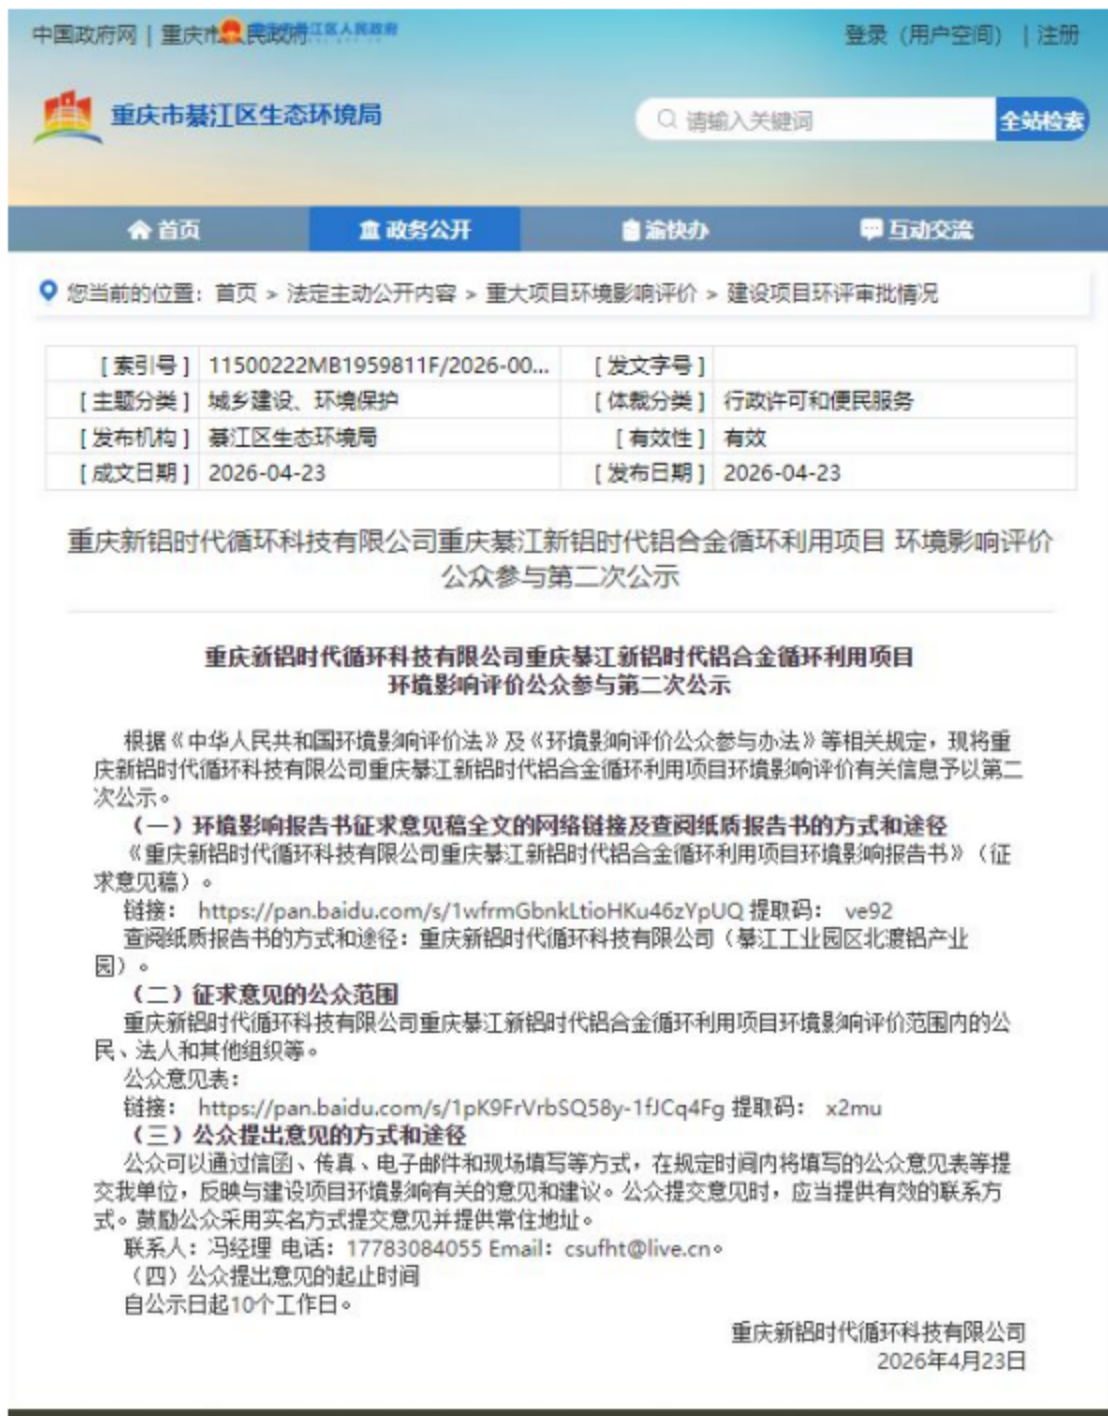 中国政府网 | 重庆市人民政府
登录（用户空间） | 注册
重庆市綦江区生态环境局
请输入关键词
全站检索
首页
政务公开
渝快办
互动交流
您当前的位置：首页 > 法定主动公开内容 > 重大项目环境影响评价 > 建设项目环评审批情况
[ 索引号 ] 11500222MB1959811F/2026-00... [ 发文字号 ]
[ 主题分类 ] 城乡建设、环境保护 [ 体裁分类 ] 行政许可和便民服务
[ 发布机构 ] 綦江区生态环境局 [ 有效性 ] 有效
[ 成文日期 ] 2026-04-23 [ 发布日期 ] 2026-04-23
重庆新铝时代循环科技有限公司重庆綦江新铝时代铝合金循环利用项目 环境影响评价
公众参与第二次公示
重庆新铝时代循环科技有限公司重庆綦江新铝时代铝合金循环利用项目
环境影响评价公众参与第二次公示
根据《中华人民共和国环境影响评价法》及《环境影响评价公众参与办法》等相关规定，现将重
庆新铝时代循环科技有限公司重庆綦江新铝时代铝合金循环利用项目环境影响评价有关信息予以第二
次公示。
（一）环境影响报告书征求意见稿全文的网络链接及查阅纸质报告书的方式和途径
《重庆新铝时代循环科技有限公司重庆綦江新铝时代铝合金循环利用项目环境影响报告书》（征
求意见稿）。
链接： https://pan.baidu.com/s/1wfrmGbnkLtioHKu46zYpUQ 提取码： ve92
查阅纸质报告书的方式和途径：重庆新铝时代循环科技有限公司（綦江工业园区北渡铝产业
园）。
（二）征求意见的公众范围
重庆新铝时代循环科技有限公司重庆綦江新铝时代铝合金循环利用项目环境影响评价范围内的公
民、法人和其他组织等。
公众意见表：
链接： https://pan.baidu.com/s/1pK9FrVrbSQ58y-1fJCq4Fg 提取码： x2mu
（三）公众提出意见的方式和途径
公众可以通过信函、传真、电子邮件和现场填写等方式，在规定时间内将填写的公众意见表等提
交我单位，反映与建设项目环境影响有关的意见和建议。公众提交意见时，应当提供有效的联系方
式。鼓励公众采用实名方式提交意见并提供常住地址。
联系人：冯经理 电话：17783084055 Email：csufht@live.cn。
（四）公众提出意见的起止时间
自公示日起10个工作日。
重庆新铝时代循环科技有限公司
2026年4月23日